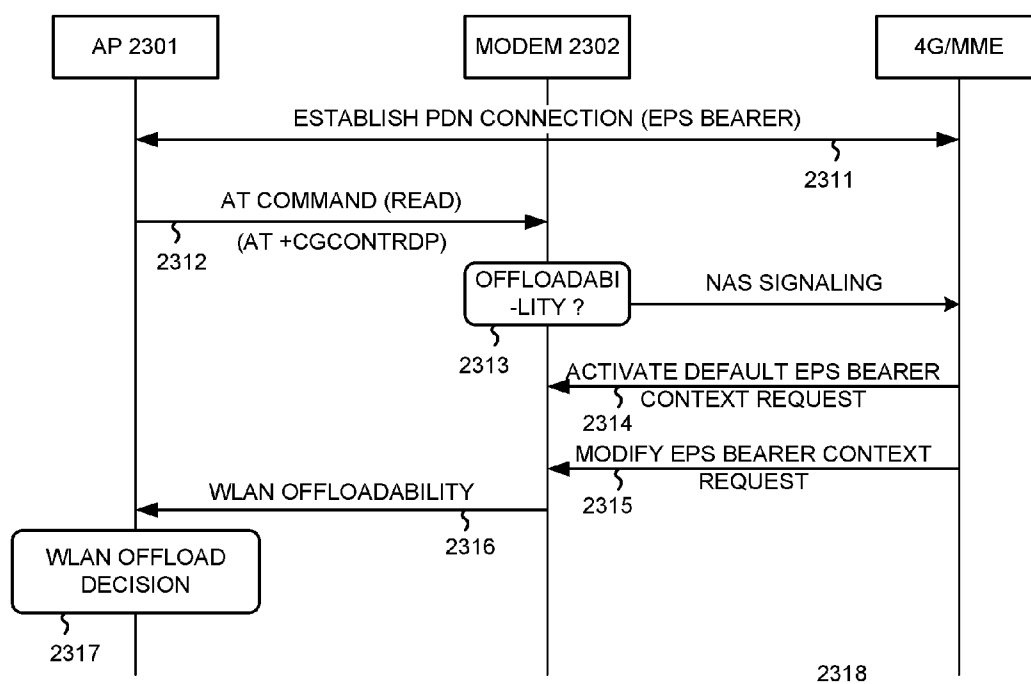 AP 2301
MODEM 2302
4G/MME
ESTABLISH PDN CONNECTION (EPS BEARER)
2311
AT COMMAND (READ)
(AT +CGCONTRDP)
2312
OFFLOADABI
-LITY ?
NAS SIGNALING
2313
ACTIVATE DEFAULT EPS BEARER
CONTEXT REQUEST
2314
MODIFY EPS BEARER CONTEXT
REQUEST
2315
WLAN OFFLOADABILITY
2316
WLAN OFFLOAD
DECISION
2317
2318